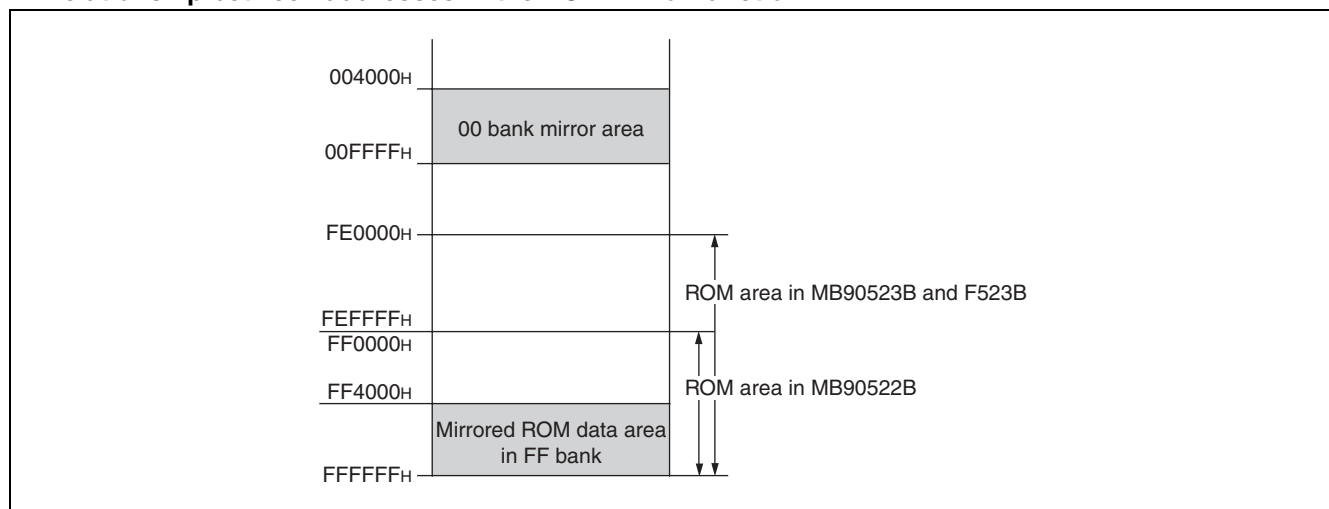 004000H
00 bank mirror area
00FFFFH
FE0000H
ROM area in MB90523B and F523B
FEFFFFH
FF0000H
ROM area in MB90522B
FF4000H
Mirrored ROM data area
in FF bank
FFFFFFH